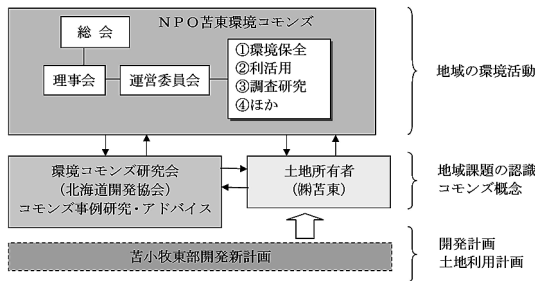 NPO苫東環境コモンズ
総 会
理事会
運営委員会
①環境保全
②利活用
③調査研究
④ほか
地域の環境活動
環境コモンズ研究会
(北海道開発協会)
コモンズ事例研究・アドバイス
土地所有者
(㈱苫東)
地域課題の認識
コモンズ概念
苫小牧東部開発新計画
開発計画
土地利用計画